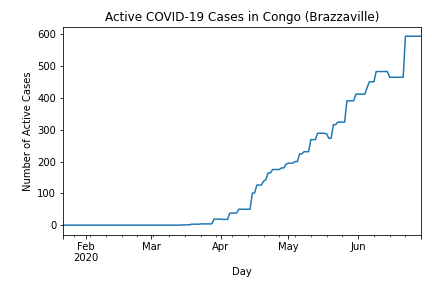 Active COVID-19 Cases in Congo (Brazzaville)
Number of Active Cases
600
500
400
300
200
100
0
Feb Mar Apr May Jun
2020
Day